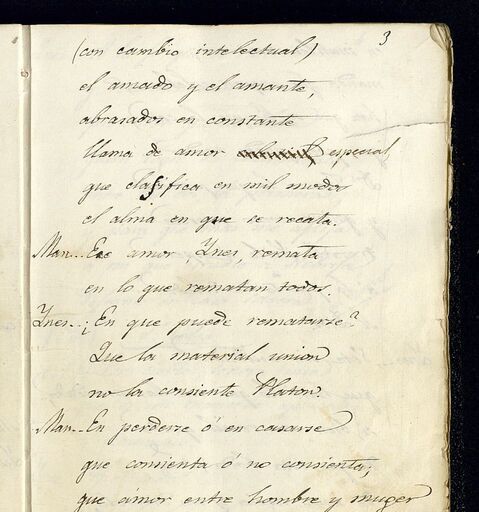 3
(con cambio intelectual)
el amado y el amante,
abrasados en constante
llama de amor especial,
que clasifica en mil modos
el alma en que se recata.
Man... Ese amor, Ynes, remata
en lo que rematan todos.
Ynes... ¿En que puede rematarse?
Que la material union
no la consiente Platon.
Man... En perderse ó en casarse
que consienta ó no consienta;
que ámor entre hombre y muger